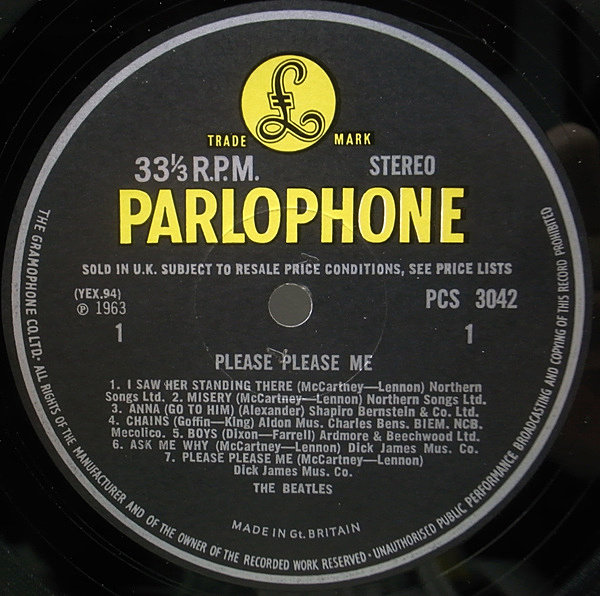 TRADE MARK
33⅓ R.P.M. STEREO
PARLOPHONE
SOLD IN U.K. SUBJECT TO RESALE PRICE CONDITIONS, SEE PRICE LISTS
(YEX.94)
℗ 1963
PCS 3042
1 1
PLEASE PLEASE ME
1. I SAW HER STANDING THERE (McCartney—Lennon) Northern
Songs Ltd. 2. MISERY (McCartney—Lennon) Northern Songs Ltd.
3. ANNA (GO TO HIM) (Alexander) Shapiro Bernstein & Co. Ltd.
4. CHAINS (Goffin—King) Aldon Mus. Charles Bens. BIEM. NCB.
Mecolico. 5. BOYS (Dixon—Farrell) Ardmore & Beechwood Ltd.
6. ASK ME WHY (McCartney—Lennon) Dick James Mus. Co.
7. PLEASE PLEASE ME (McCartney—Lennon)
Dick James Mus. Co.
THE BEATLES
MADE IN Gt. BRITAIN
THE GRAMOPHONE CO. LTD. · ALL RIGHTS OF THE MANUFACTURER AND OF THE OWNER OF THE RECORDED WORK RESERVED · UNAUTHORISED PUBLIC PERFORMANCE BROADCASTING AND COPYING OF THIS RECORD PROHIBITED